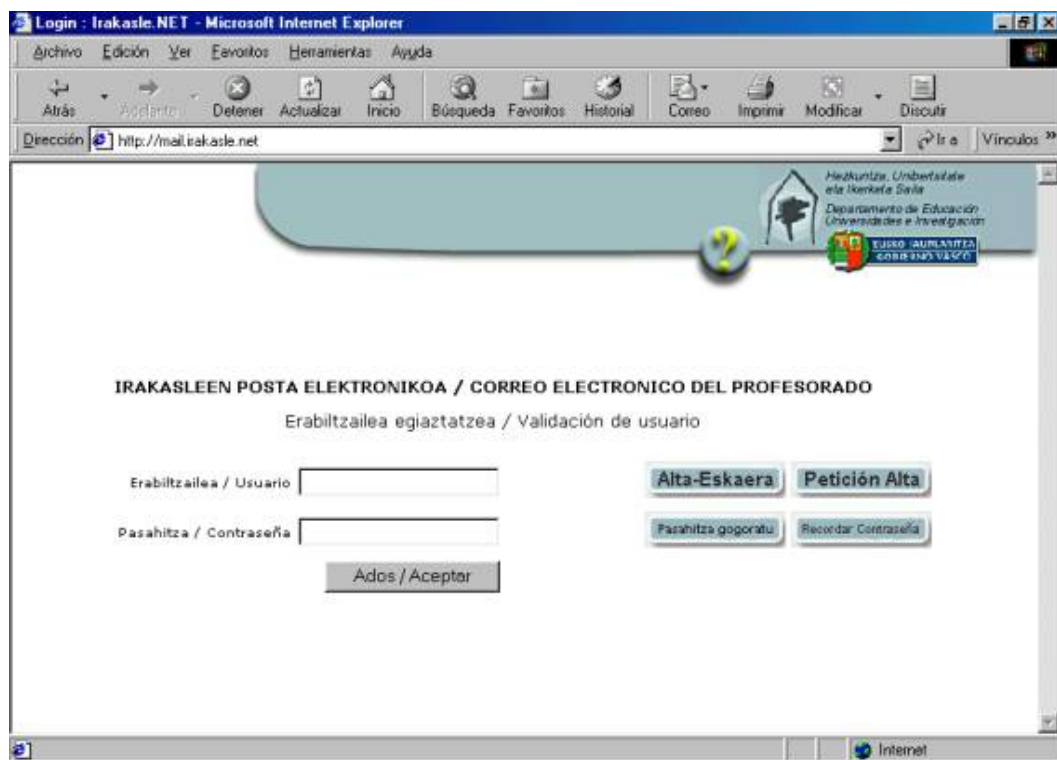 Login : Irakasle.NET - Microsoft Internet Explorer
Archivo Edición Ver Favoritos Herramientas Ayuda
Atrás Adelante Detener Actualizar Inicio Búsqueda Favoritos Historial Correo Imprimir Modificar Discutir
Dirección http://mail.irakasle.net Ir a Vínculos »
Hezkuntza, Unibertsitate
eta Ikerketa Saila
Departamento de Educación
Universidades e Investigación
EUSKO JAURLARITZA
GOBIERNO VASCO
?
IRAKASLEEN POSTA ELEKTRONIKOA / CORREO ELECTRONICO DEL PROFESORADO
Erabiltzailea egiaztatzea / Validación de usuario
Erabiltzailea / Usuario Alta-Eskaera Petición Alta
Pasahitza / Contraseña Pasahitza gogoratu Recordar Contraseña
Ados / Aceptar
Internet